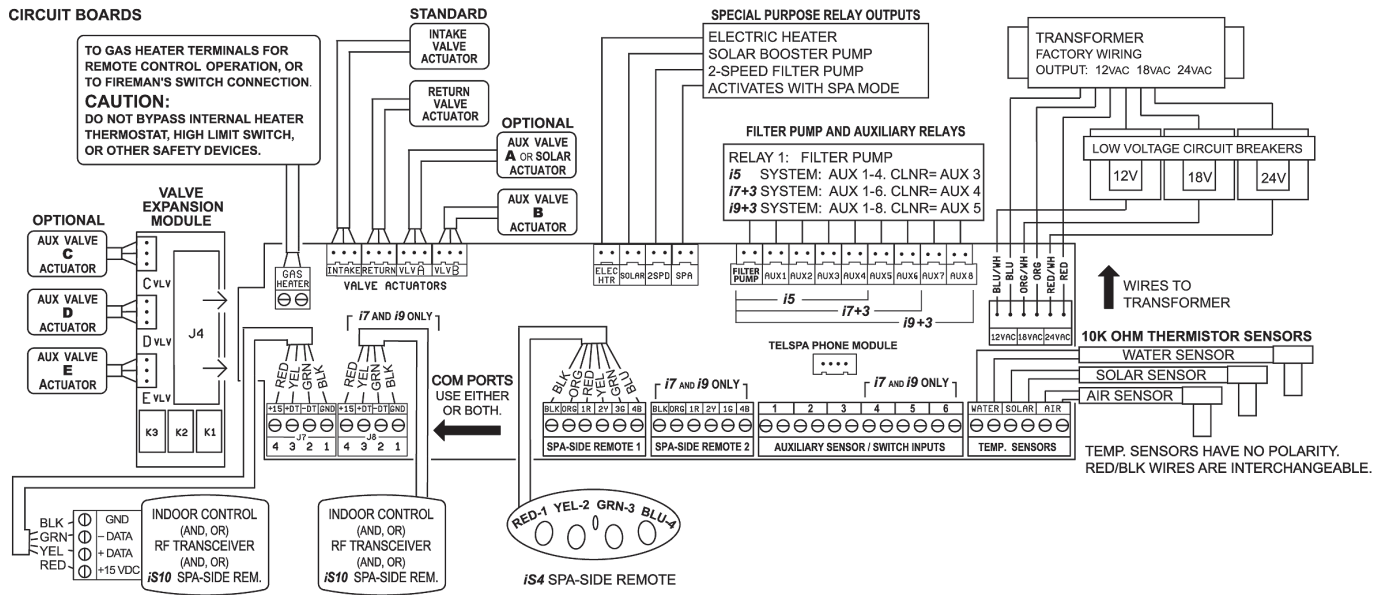 CIRCUIT BOARDS
TO GAS HEATER TERMINALS FOR
REMOTE CONTROL OPERATION, OR
TO FIREMAN'S SWITCH CONNECTION.
CAUTION:
DO NOT BYPASS INTERNAL HEATER
THERMOSTAT, HIGH LIMIT SWITCH,
OR OTHER SAFETY DEVICES.
STANDARD
INTAKE
VALVE
ACTUATOR
RETURN
VALVE
ACTUATOR
OPTIONAL
AUX VALVE
A OR SOLAR
ACTUATOR
AUX VALVE
B
ACTUATOR
SPECIAL PURPOSE RELAY OUTPUTS
ELECTRIC HEATER
SOLAR BOOSTER PUMP
2-SPEED FILTER PUMP
ACTIVATES WITH SPA MODE
FILTER PUMP AND AUXILIARY RELAYS
RELAY 1: FILTER PUMP
i5 SYSTEM: AUX 1-4. CLNR= AUX 3
i7+3 SYSTEM: AUX 1-6. CLNR= AUX 4
i9+3 SYSTEM: AUX 1-8. CLNR= AUX 5
TRANSFORMER
FACTORY WIRING
OUTPUT: 12VAC 18VAC 24VAC
LOW VOLTAGE CIRCUIT BREAKERS
12V 18V 24V
VALVE
EXPANSION
MODULE
OPTIONAL
AUX VALVE
C
ACTUATOR
AUX VALVE
D
ACTUATOR
AUX VALVE
E
ACTUATOR
C VLV
D VLV
E VLV
J4
K3 K2 K1
GAS
HEATER
INTAKE RETURN VLV A VLV B
VALVE ACTUATORS
ELEC
HTR SOLAR 2SPD SPA
FILTER
PUMP AUX1 AUX2 AUX3 AUX4 AUX5 AUX6 AUX7 AUX8
i5
i7+3
i9+3
BLU/WH BLU ORG/WH ORG RED/WH RED
12VAC 18VAC 24VAC
WIRES TO
TRANSFORMER
TELSPA PHONE MODULE
10K OHM THERMISTOR SENSORS
WATER SENSOR
SOLAR SENSOR
AIR SENSOR
TEMP. SENSORS HAVE NO POLARITY.
RED/BLK WIRES ARE INTERCHANGEABLE.
i7 AND i9 ONLY
RED YEL GRN BLK
RED YEL GRN BLK
+15 +DT -DT GND
+15 +DT -DT GND
J7
J8
4 3 2 1
4 3 2 1
COM PORTS
USE EITHER
OR BOTH.
BLK ORG RED YEL GRN BLU
BLK ORG 1R 2Y 3G 4B
SPA-SIDE REMOTE 1
i7 AND i9 ONLY
BLK ORG 1R 2Y 1G 4B
SPA-SIDE REMOTE 2
i7 AND i9 ONLY
1 2 3 4 5 6
AUXILIARY SENSOR / SWITCH INPUTS
WATER SOLAR AIR
TEMP. SENSORS
BLK
GRN
YEL
RED
GND
– DATA
+ DATA
+15 VDC
INDOOR CONTROL
(AND, OR)
RF TRANSCEIVER
(AND, OR)
iS10 SPA-SIDE REM.
INDOOR CONTROL
(AND, OR)
RF TRANSCEIVER
(AND, OR)
iS10 SPA-SIDE REM.
RED-1 YEL-2 GRN-3 BLU-4
iS4 SPA-SIDE REMOTE